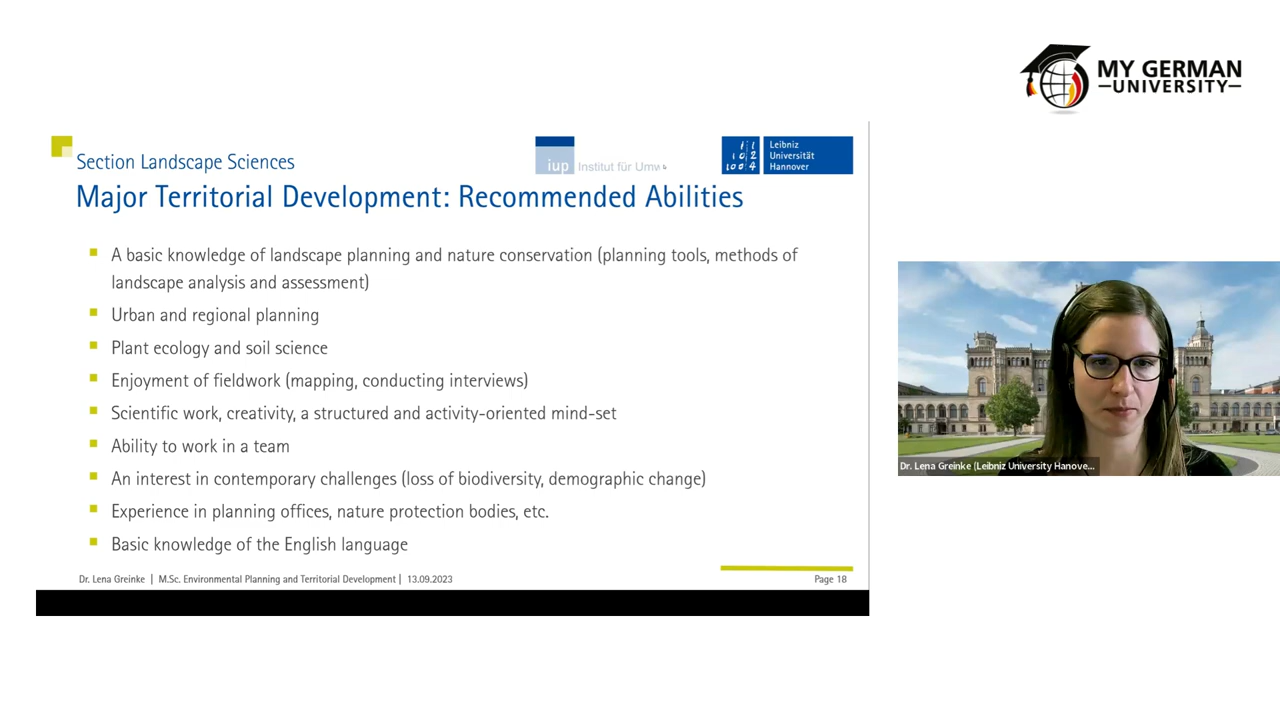 MY GERMAN
UNIVERSITY
Section Landscape Sciences
iup Institut für Umw
Leibniz
Universität
Hannover
Major Territorial Development: Recommended Abilities
A basic knowledge of landscape planning and nature conservation (planning tools, methods of
landscape analysis and assessment)
Urban and regional planning
Plant ecology and soil science
Enjoyment of fieldwork (mapping, conducting interviews)
Scientific work, creativity, a structured and activity-oriented mind-set
Ability to work in a team
An interest in contemporary challenges (loss of biodiversity, demographic change)
Experience in planning offices, nature protection bodies, etc.
Basic knowledge of the English language
Dr. Lena Greinke | M.Sc. Environmental Planning and Territorial Development | 13.09.2023
Page 18
Dr. Lena Greinke (Leibniz University Hanove...